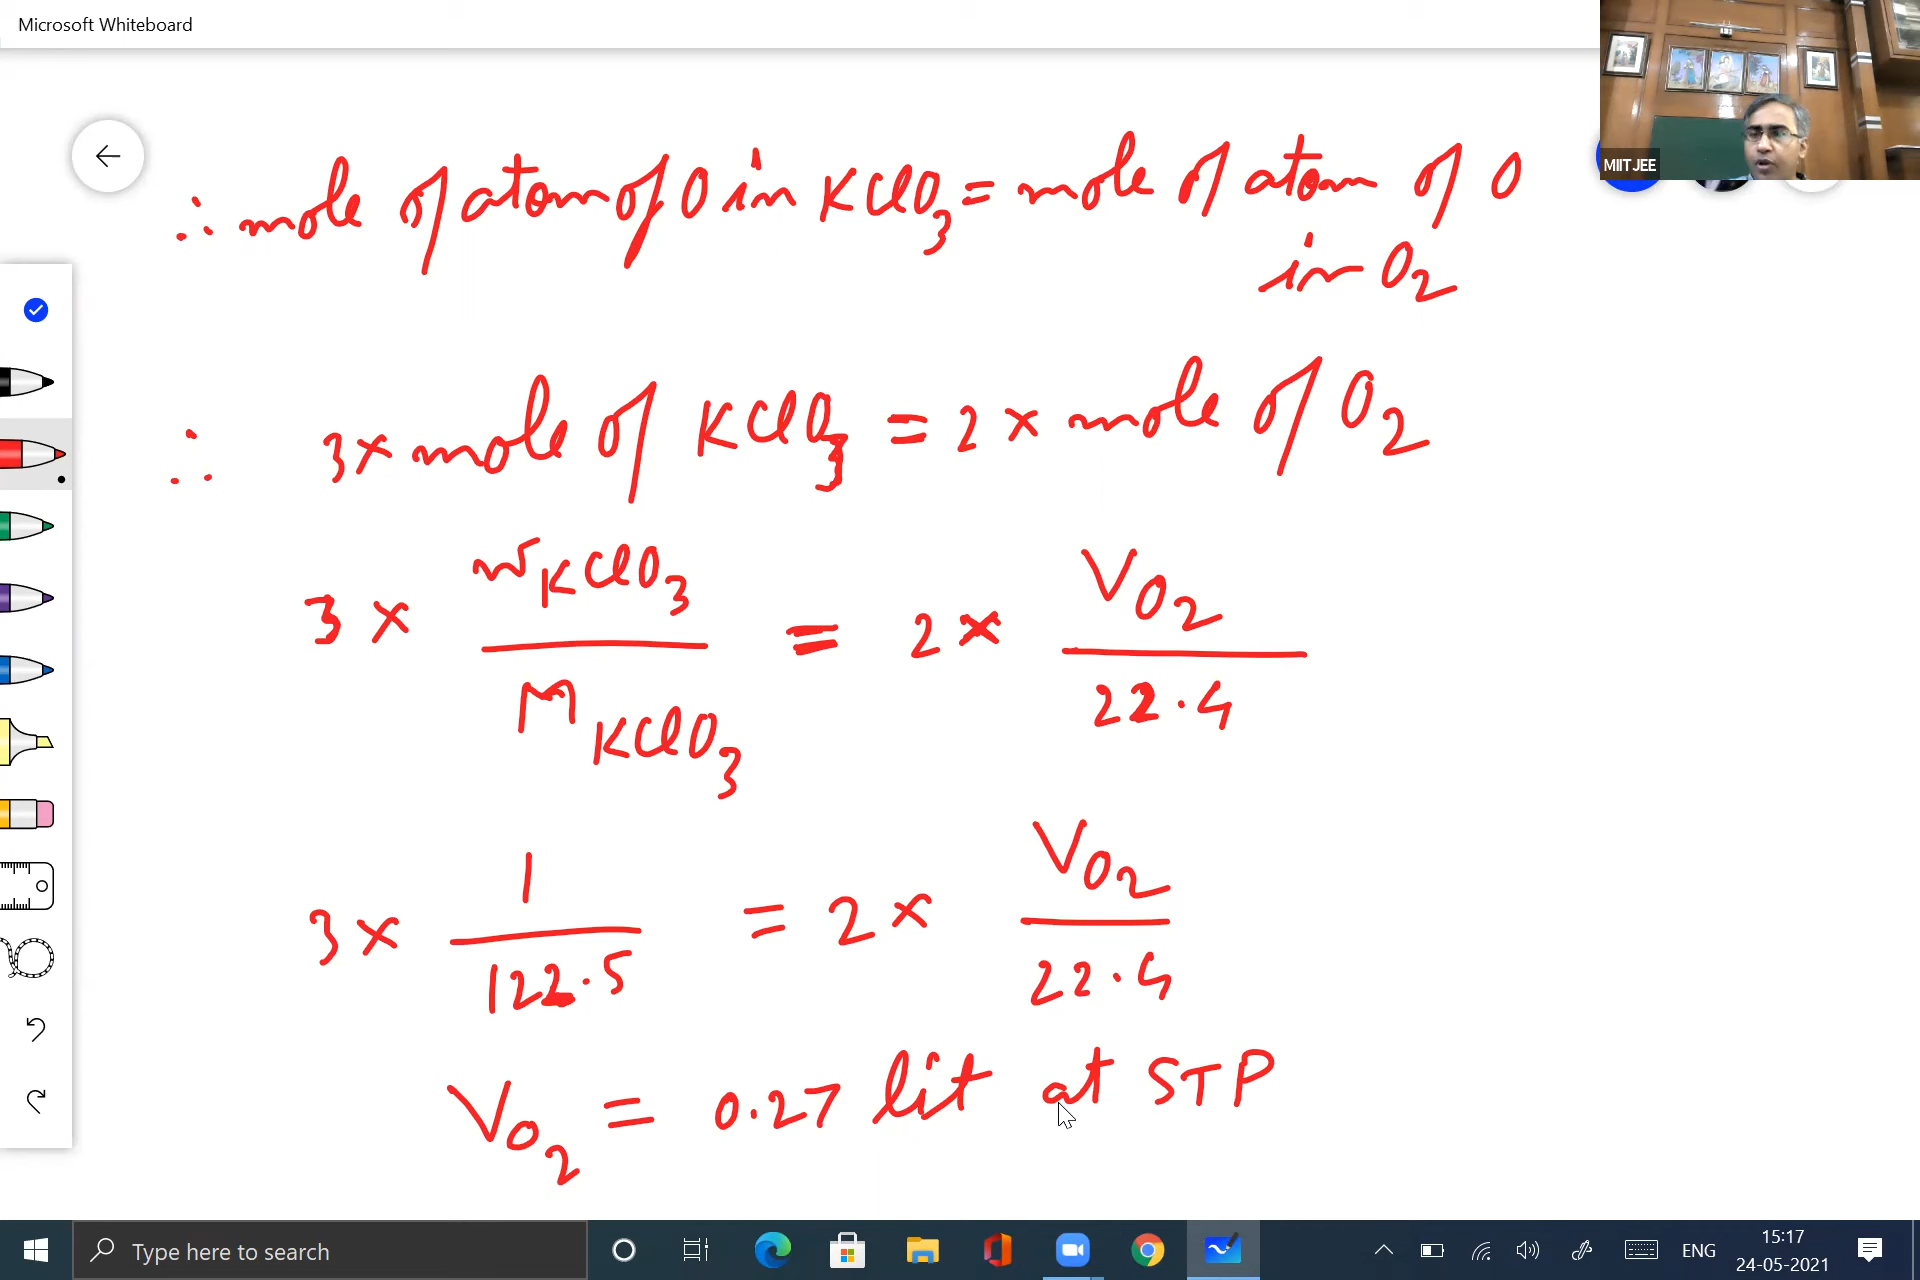 Microsoft Whiteboard
MIIT JEE
∴ mole of atom of O in KClO3 = mole of atom of O
in O2
∴ 3 × mole of KClO3 = 2 × mole of O2
3 × wKClO3 / MKClO3 = 2 × VO2 / 22.4
3 × 1 / 122.5 = 2 × VO2 / 22.4
VO2 = 0.27 lit at STP
Type here to search
ENG
15:17
24-05-2021